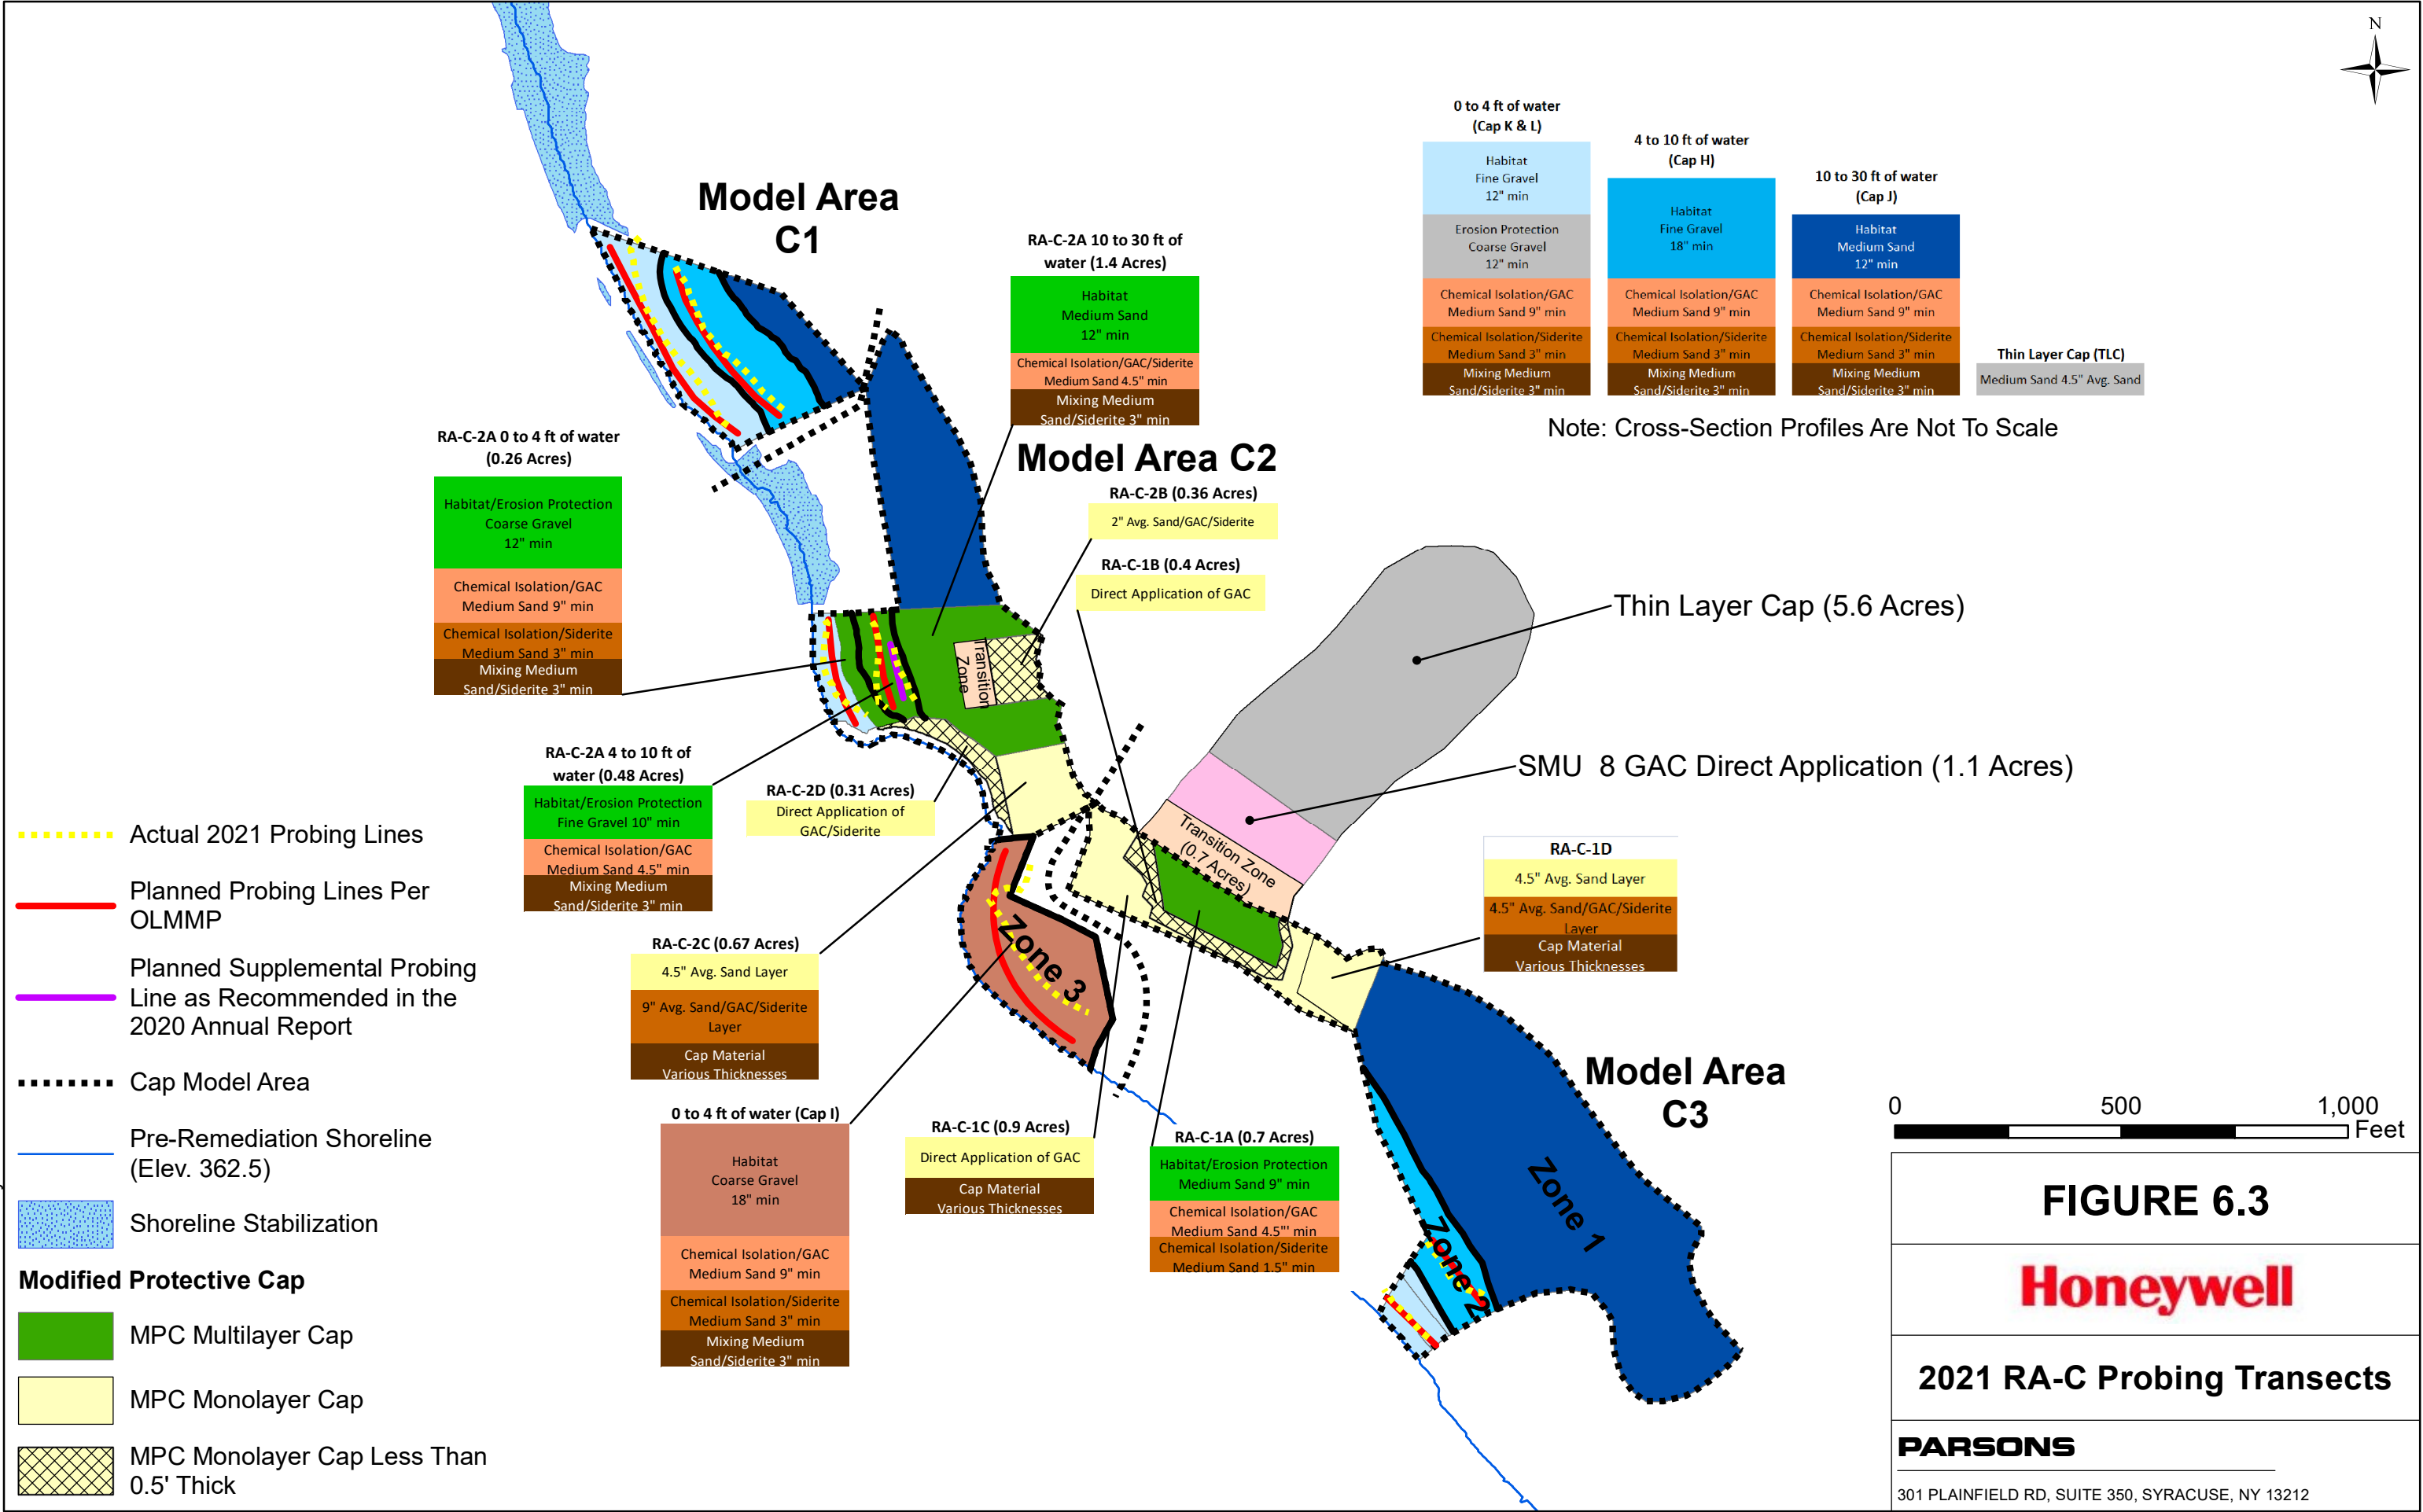 N
Model Area
C1
RA-C-2A 10 to 30 ft of
water (1.4 Acres)
Habitat
Medium Sand
12" min
Chemical Isolation/GAC/Siderite
Medium Sand 4.5" min
Mixing Medium
Sand/Siderite 3" min
0 to 4 ft of water
(Cap K & L)
Habitat
Fine Gravel
12" min
Erosion Protection
Coarse Gravel
12" min
Chemical Isolation/GAC
Medium Sand 9" min
Chemical Isolation/Siderite
Medium Sand 3" min
Mixing Medium
Sand/Siderite 3" min
4 to 10 ft of water
(Cap H)
Habitat
Fine Gravel
18" min
Chemical Isolation/GAC
Medium Sand 9" min
Chemical Isolation/Siderite
Medium Sand 3" min
Mixing Medium
Sand/Siderite 3" min
10 to 30 ft of water
(Cap J)
Habitat
Medium Sand
12" min
Chemical Isolation/GAC
Medium Sand 9" min
Chemical Isolation/Siderite
Medium Sand 3" min
Mixing Medium
Sand/Siderite 3" min
Thin Layer Cap (TLC)
Medium Sand 4.5" Avg. Sand
Note: Cross-Section Profiles Are Not To Scale
RA-C-2A 0 to 4 ft of water
(0.26 Acres)
Habitat/Erosion Protection
Coarse Gravel
12" min
Chemical Isolation/GAC
Medium Sand 9" min
Chemical Isolation/Siderite
Medium Sand 3" min
Mixing Medium
Sand/Siderite 3" min
Model Area C2
RA-C-2B (0.36 Acres)
2" Avg. Sand/GAC/Siderite
RA-C-1B (0.4 Acres)
Direct Application of GAC
Transition
Zone
Thin Layer Cap (5.6 Acres)
SMU 8 GAC Direct Application (1.1 Acres)
Transition Zone
(0.7 Acres)
RA-C-2A 4 to 10 ft of
water (0.48 Acres)
Habitat/Erosion Protection
Fine Gravel 10" min
Chemical Isolation/GAC
Medium Sand 4.5" min
Mixing Medium
Sand/Siderite 3" min
RA-C-2D (0.31 Acres)
Direct Application of
GAC/Siderite
RA-C-1D
4.5" Avg. Sand Layer
4.5" Avg. Sand/GAC/Siderite
Layer
Cap Material
Various Thicknesses
RA-C-2C (0.67 Acres)
4.5" Avg. Sand Layer
9" Avg. Sand/GAC/Siderite
Layer
Cap Material
Various Thicknesses
Zone 3
0 to 4 ft of water (Cap I)
Habitat
Coarse Gravel
18" min
Chemical Isolation/GAC
Medium Sand 9" min
Chemical Isolation/Siderite
Medium Sand 3" min
Mixing Medium
Sand/Siderite 3" min
RA-C-1C (0.9 Acres)
Direct Application of GAC
Cap Material
Various Thicknesses
RA-C-1A (0.7 Acres)
Habitat/Erosion Protection
Medium Sand 9" min
Chemical Isolation/GAC
Medium Sand 4.5"' min
Chemical Isolation/Siderite
Medium Sand 1.5" min
Model Area
C3
Zone 1
Zone 2
Actual 2021 Probing Lines
Planned Probing Lines Per
OLMMP
Planned Supplemental Probing
Line as Recommended in the
2020 Annual Report
Cap Model Area
Pre-Remediation Shoreline
(Elev. 362.5)
Shoreline Stabilization
Modified Protective Cap
MPC Multilayer Cap
MPC Monolayer Cap
MPC Monolayer Cap Less Than
0.5' Thick
0 500 1,000
Feet
FIGURE 6.3
Honeywell
2021 RA-C Probing Transects
PARSONS
301 PLAINFIELD RD, SUITE 350, SYRACUSE, NY 13212